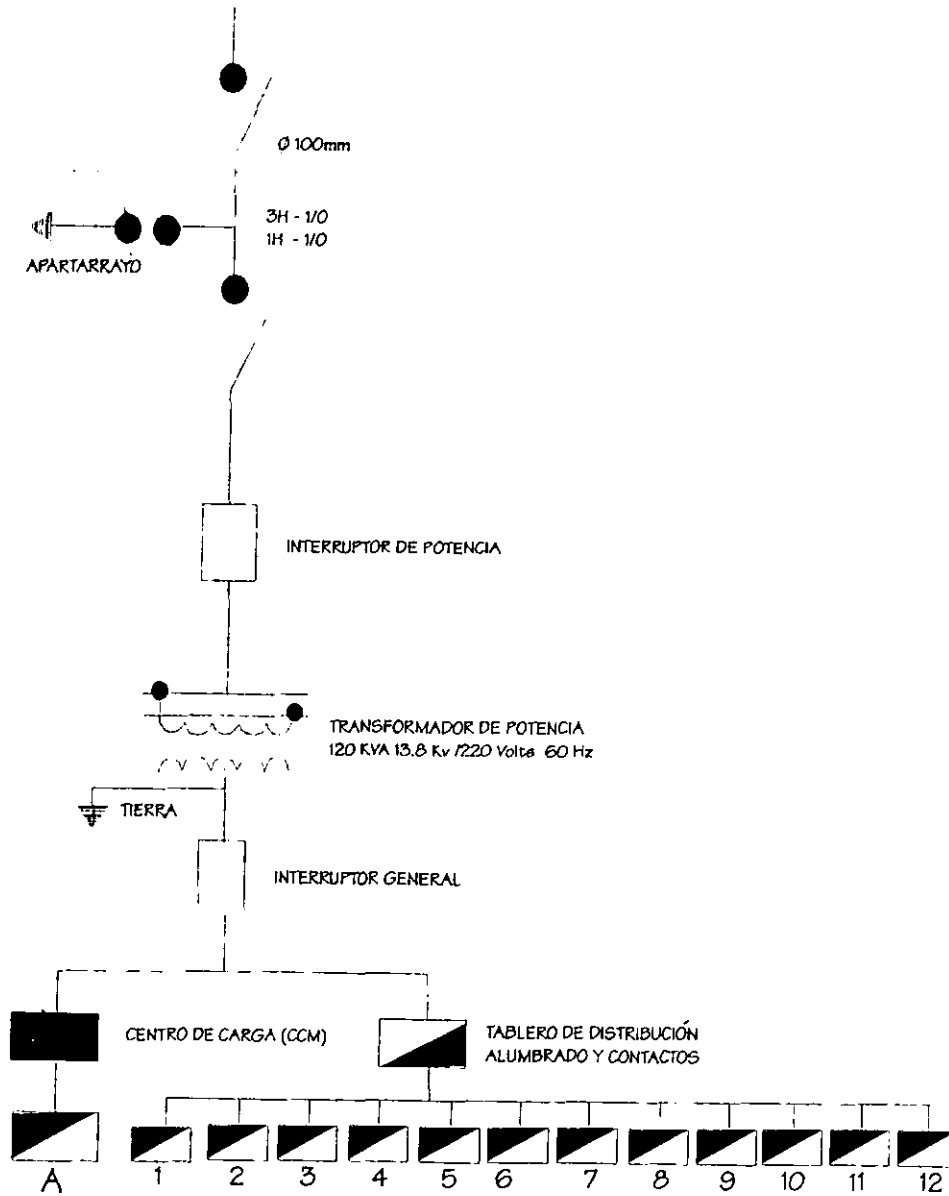 Ø 100mm
3H - 1/0
1H - 1/0
APARTARRAYO
INTERRUPTOR DE POTENCIA
TRANSFORMADOR DE POTENCIA
120 KVA 13.8 Kv /220 Volts 60 Hz
TIERRA
INTERRUPTOR GENERAL
CENTRO DE CARGA (CCM)
TABLERO DE DISTRIBUCIÓN
ALUMBRADO Y CONTACTOS
A 1 2 3 4 5 6 7 8 9 10 11 12